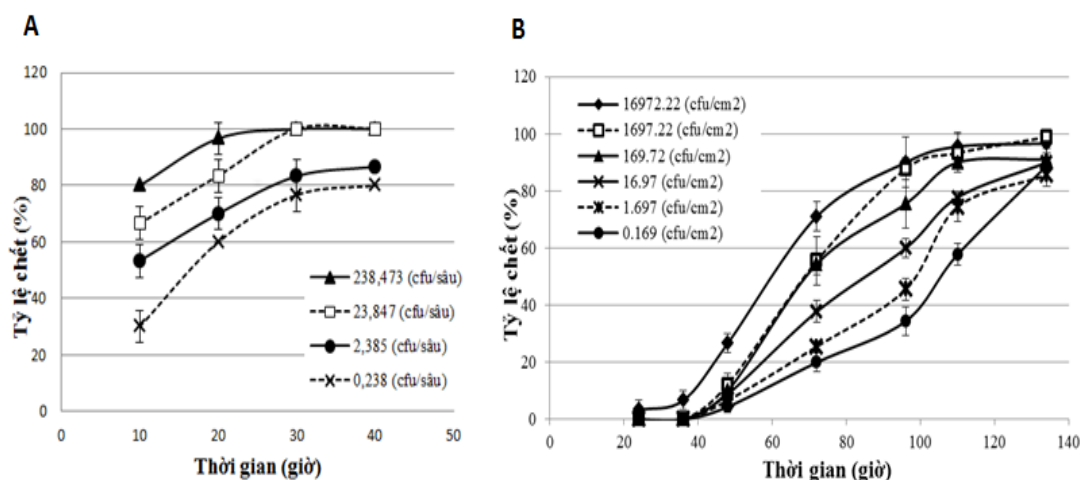 A
120
100
80
60
40
20
0
Tỷ lệ chết (%)
238,473 (cfu/sâu)
23,847 (cfu/sâu)
2,385 (cfu/sâu)
0,238 (cfu/sâu)
0 10 20 30 40 50
Thời gian (giờ)
B
120
100
80
60
40
20
0
Tỷ lệ chết (%)
16972.22 (cfu/cm2)
1697.22 (cfu/cm2)
169.72 (cfu/cm2)
16.97 (cfu/cm2)
1.697 (cfu/cm2)
0.169 (cfu/cm2)
0 20 40 60 80 100 120 140
Thời gian (giờ)